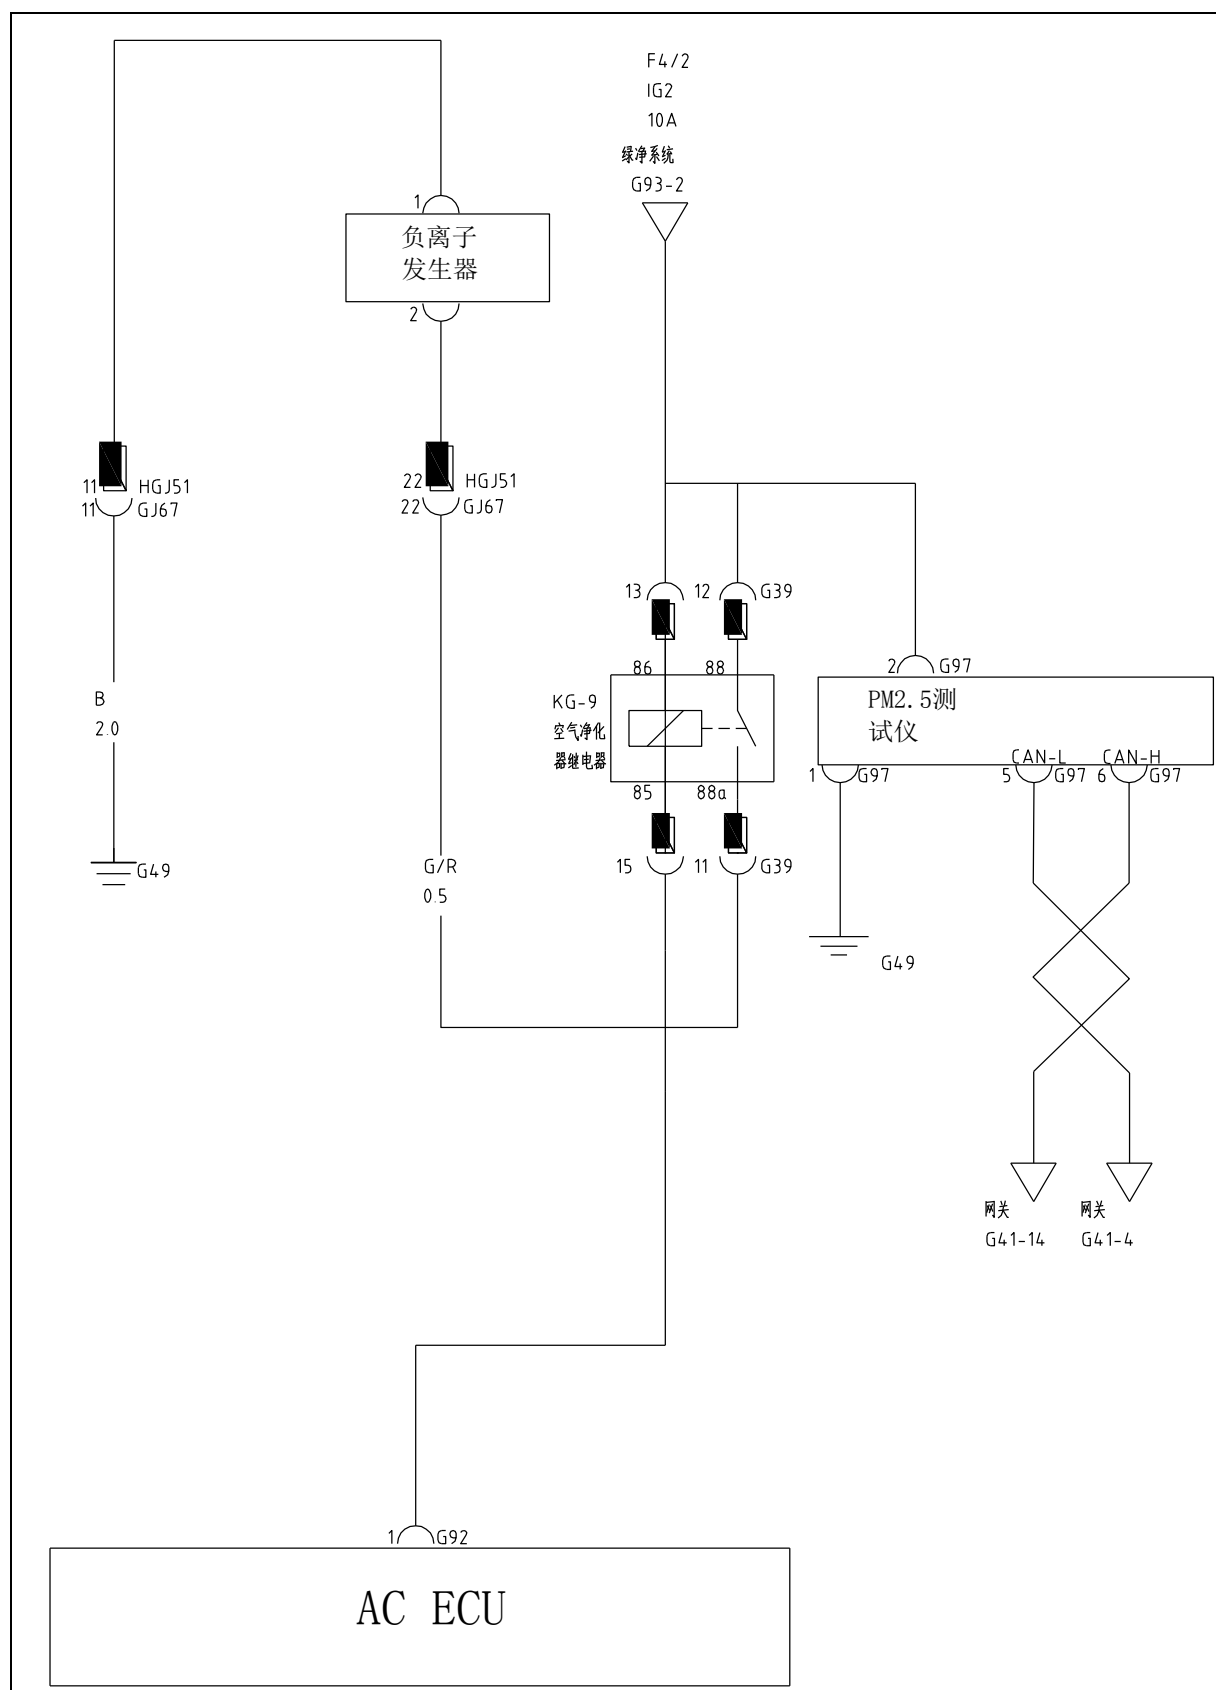 F4/2
IG2
10A
绿净系统
G93-2
1
负离子
发生器
2
11 HGJ51
11 GJ67
22 HGJ51
22 GJ67
13 12 G39
86 88
KG-9
空气净化
器继电器
85 88a
15 11 G39
2 G97
PM2.5测
试仪
CAN-L CAN-H
1 G97 5 G97 6 G97
B
2.0
G49
G/R
0.5
G49
网关 网关
G41-14 G41-4
1 G92
AC ECU